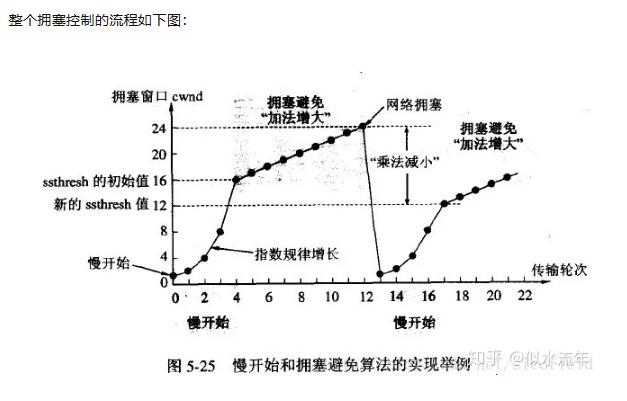 整个拥塞控制的流程如下图：
拥塞窗口 cwnd
拥塞避免
“加法增大”
网络拥塞
拥塞避免
“加法增大”
24
20
“乘法减小”
ssthresh 的初始值 16
新的 ssthresh 值 12
8
指数规律增长
慢开始
4
0
传输轮次
0 2 4 6 8 10 12 14 16 18 20 22
慢开始 慢开始
图 5-25 慢开始和拥塞避免算法的实现举例
知乎 @似水流年